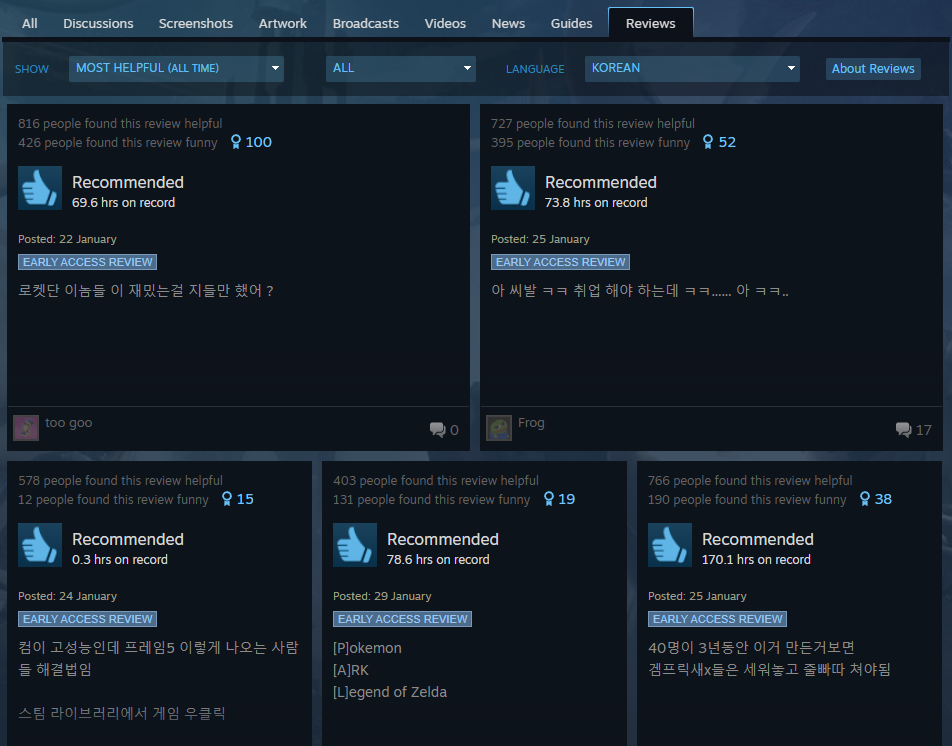 All Discussions Screenshots Artwork Broadcasts Videos News Guides Reviews
SHOW MOST HELPFUL (ALL TIME) ALL LANGUAGE KOREAN About Reviews
816 people found this review helpful
426 people found this review funny 100
Recommended
69.6 hrs on record
Posted: 22 January
EARLY ACCESS REVIEW
로켓단 이놈들 이 재밌는걸 지들만 했어 ?
too goo
0
727 people found this review helpful
395 people found this review funny 52
Recommended
73.8 hrs on record
Posted: 25 January
EARLY ACCESS REVIEW
아 씨발 ㅋㅋ 취업 해야 하는데 ㅋㅋ...... 아 ㅋㅋ..
Frog
17
578 people found this review helpful
12 people found this review funny 15
Recommended
0.3 hrs on record
Posted: 24 January
EARLY ACCESS REVIEW
컴이 고성능인데 프레임5 이렇게 나오는 사람
들 해결법임
스팀 라이브러리에서 게임 우클릭
403 people found this review helpful
131 people found this review funny 19
Recommended
78.6 hrs on record
Posted: 29 January
EARLY ACCESS REVIEW
[P]okemon
[A]RK
[L]egend of Zelda
766 people found this review helpful
190 people found this review funny 38
Recommended
170.1 hrs on record
Posted: 25 January
EARLY ACCESS REVIEW
40명이 3년동안 이거 만든거보면
겜프릭새x들은 세워놓고 줄빠따 쳐야됨